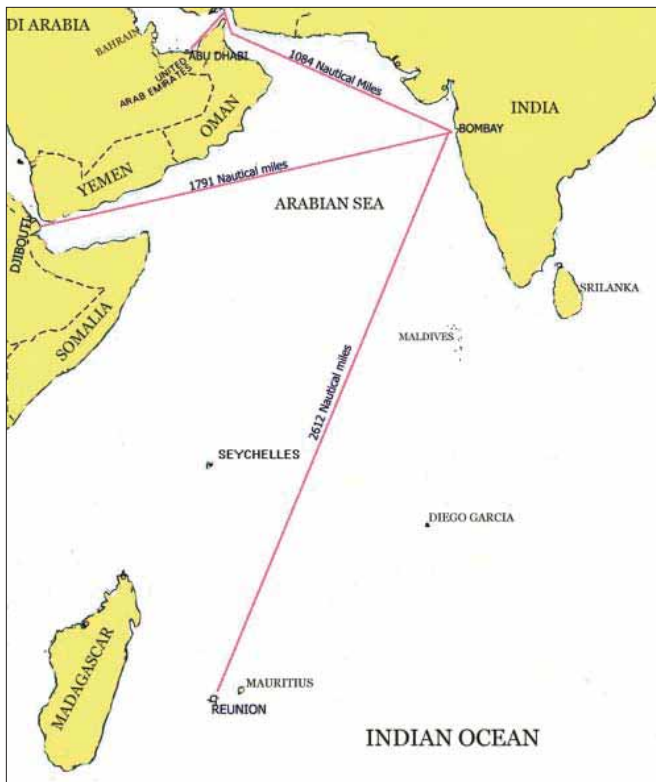 DI ARABIA
BAHRAIN
ABU DHABI
UNITED
ARAB EMIRATES
OMAN
YEMEN
1084 Nautical Miles
INDIA
BOMBAY
1791 Nautical miles
ARABIAN SEA
DJIBOUTI
SOMALIA
SRILANKA
MALDIVES
2612 Nautical miles
SEYCHELLES
DIEGO GARCIA
MADAGASCAR
MAURITIUS
REUNION
INDIAN OCEAN